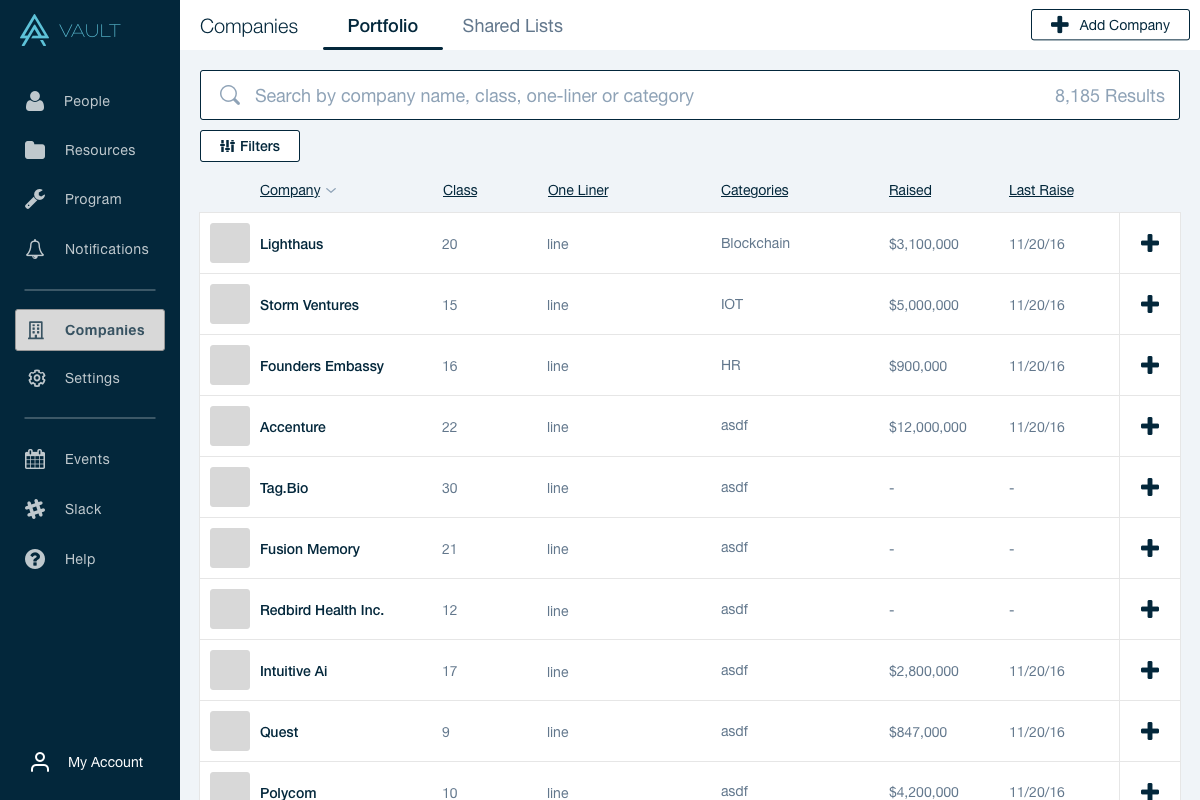 VAULT
People
Resources
Program
Notifications
Companies
Settings
Events
Slack
Help
My Account
Companies Portfolio Shared Lists Add Company
Search by company name, class, one-liner or category 8,185 Results
Filters
Company Class One Liner Categories Raised Last Raise
Lighthaus 20 line Blockchain $3,100,000 11/20/16
Storm Ventures 15 line IOT $5,000,000 11/20/16
Founders Embassy 16 line HR $900,000 11/20/16
Accenture 22 line asdf $12,000,000 11/20/16
Tag.Bio 30 line asdf - -
Fusion Memory 21 line asdf - -
Redbird Health Inc. 12 line asdf - -
Intuitive Ai 17 line asdf $2,800,000 11/20/16
Quest 9 line asdf $847,000 11/20/16
Polycom 10 line asdf $4,200,000 11/20/16